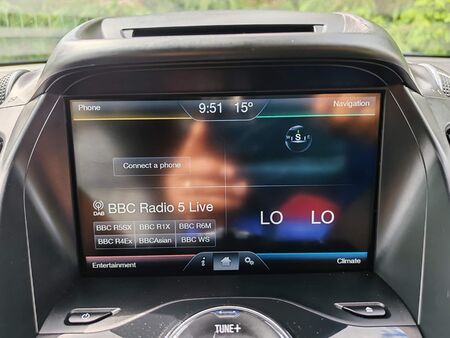 Phone 9:51 15° Navigation
S
Connect a phone
DAB BBC Radio 5 Live
LO LO
BBC R5SX BBC R1X BBC R6M
BBC R4Ex BBCAsian BBC WS
Entertainment i Climate
TUNE+